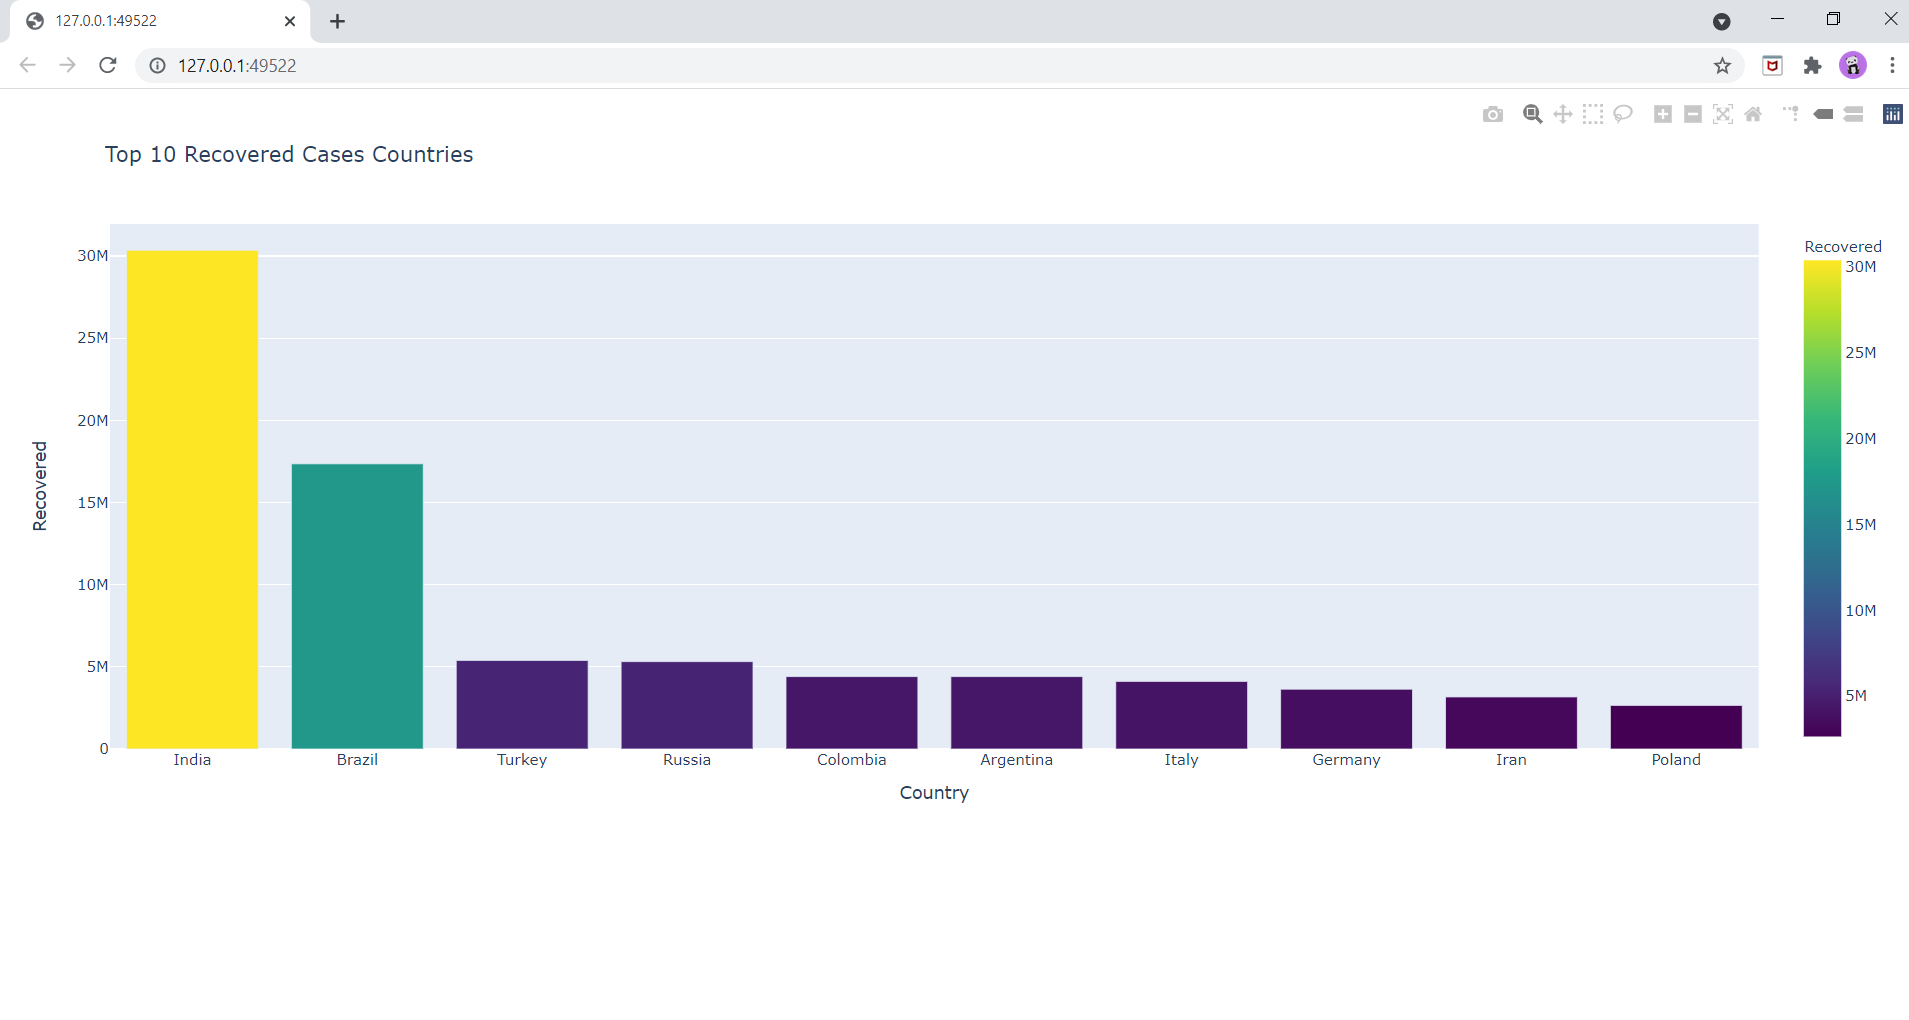 127.0.0.1:49522
127.0.0.1:49522
Top 10 Recovered Cases Countries
Recovered
30M
25M
20M
15M
10M
5M
0
India Brazil Turkey Russia Colombia Argentina Italy Germany Iran Poland
Country
Recovered
30M
25M
20M
15M
10M
5M